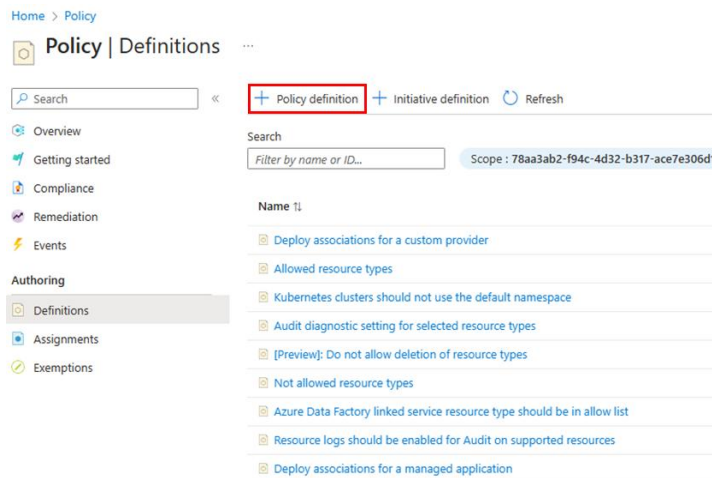 Home > Policy
Policy | Definitions ...
Search «
Overview
Getting started
Compliance
Remediation
Events
Authoring
Definitions
Assignments
Exemptions
+ Policy definition + Initiative definition Refresh
Search
Filter by name or ID...
Scope : 78aa3ab2-f94c-4d32-b317-ace7e306d
Name ↑↓
Deploy associations for a custom provider
Allowed resource types
Kubernetes clusters should not use the default namespace
Audit diagnostic setting for selected resource types
[Preview]: Do not allow deletion of resource types
Not allowed resource types
Azure Data Factory linked service resource type should be in allow list
Resource logs should be enabled for Audit on supported resources
Deploy associations for a managed application